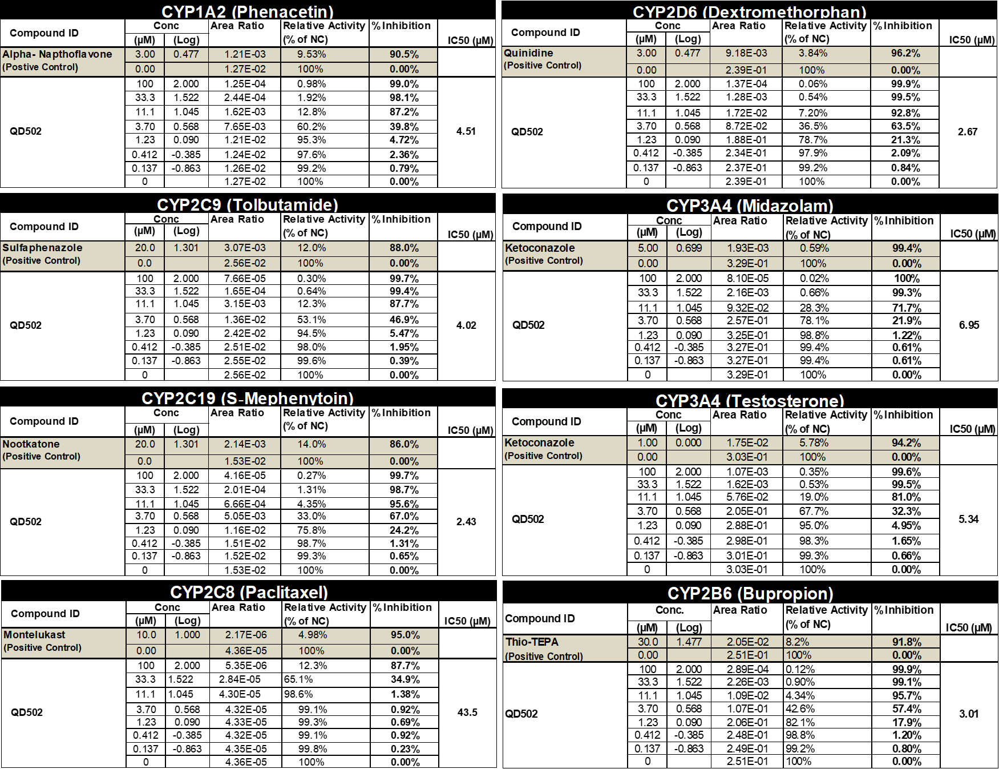 CYP1A2 (Phenacetin)
Compound ID Conc Area Ratio Relative Activity % Inhibition
(µM) (Log) (% of NC) IC50 (µM)
Alpha- Napthoflavone 3.00 0.477 1.21E-03 9.53% 90.5%
(Postive Control) 0.00 1.27E-02 100% 0.00%
100 2.000 1.25E-04 0.98% 99.0%
33.3 1.522 2.44E-04 1.92% 98.1%
11.1 1.045 1.62E-03 12.8% 87.2%
QD502 3.70 0.568 7.65E-03 60.2% 39.8% 4.51
1.23 0.090 1.21E-02 95.3% 4.72%
0.412 -0.385 1.24E-02 97.6% 2.36%
0.137 -0.863 1.26E-02 99.2% 0.79%
0 1.27E-02 100% 0.00%
CYP2D6 (Dextromethorphan)
Compound ID Conc Area Ratio Relative Activity % Inhibition
(µM) (Log) (% of NC) IC50 (µM)
Quinidine 3.00 0.477 9.18E-03 3.84% 96.2%
(Positive Control) 0.00 2.39E-01 100% 0.00%
100 2.000 1.37E-04 0.06% 99.9%
33.3 1.522 1.28E-03 0.54% 99.5%
11.1 1.045 1.72E-02 7.20% 92.8%
QD502 3.70 0.568 8.72E-02 36.5% 63.5% 2.67
1.23 0.090 1.88E-01 78.7% 21.3%
0.412 -0.385 2.34E-01 97.9% 2.09%
0.137 -0.863 2.37E-01 99.2% 0.84%
0 2.39E-01 100% 0.00%
CYP2C9 (Tolbutamide)
Compound ID Conc Area Ratio Relative Activity % Inhibition
(µM) (Log) (% of NC) IC50 (µM)
Sulfaphenazole 20.0 1.301 3.07E-03 12.0% 88.0%
(Positive Control) 0.0 2.56E-02 100% 0.00%
100 2.000 7.66E-05 0.30% 99.7%
33.3 1.522 1.65E-04 0.64% 99.4%
11.1 1.045 3.15E-03 12.3% 87.7%
QD502 3.70 0.568 1.36E-02 53.1% 46.9% 4.02
1.23 0.090 2.42E-02 94.5% 5.47%
0.412 -0.385 2.51E-02 98.0% 1.95%
0.137 -0.863 2.55E-02 99.6% 0.39%
0 2.56E-02 100% 0.00%
CYP3A4 (Midazolam)
Compound ID Conc Area Ratio Relative Activity % Inhibition
(µM) (Log) (% of NC) IC50 (µM)
Ketoconazole 5.00 0.699 1.93E-03 0.59% 99.4%
(Positive Control) 0.00 3.29E-01 100% 0.00%
100 2.000 8.10E-05 0.02% 100%
33.3 1.522 2.16E-03 0.66% 99.3%
11.1 1.045 9.32E-02 28.3% 71.7%
QD502 3.70 0.568 2.57E-01 78.1% 21.9% 6.95
1.23 0.090 3.25E-01 98.8% 1.22%
0.412 -0.385 3.27E-01 99.4% 0.61%
0.137 -0.863 3.27E-01 99.4% 0.61%
0 3.29E-01 100% 0.00%
CYP2C19 (S-Mephenytoin)
Compound ID Conc Area Ratio Relative Activity % Inhibition
(µM) (Log) (% of NC) IC50 (µM)
Nootkatone 20.0 1.301 2.14E-03 14.0% 86.0%
(Positive Control) 0.0 1.53E-02 100% 0.00%
100 2.000 4.16E-05 0.27% 99.7%
33.3 1.522 2.01E-04 1.31% 98.7%
11.1 1.045 6.66E-04 4.35% 95.6%
QD502 3.70 0.568 5.05E-03 33.0% 67.0% 2.43
1.23 0.090 1.16E-02 75.8% 24.2%
0.412 -0.385 1.51E-02 98.7% 1.31%
0.137 -0.863 1.52E-02 99.3% 0.65%
0 1.53E-02 100% 0.00%
CYP3A4 (Testosterone)
Compound ID Conc Area Ratio Relative Activity % Inhibition
(µM) (Log) (% of NC) IC50 (µM)
Ketoconazole 1.00 0.000 1.75E-02 5.78% 94.2%
(Positive Control) 0.00 3.03E-01 100% 0.00%
100 2.000 1.07E-03 0.35% 99.6%
33.3 1.522 1.62E-03 0.53% 99.5%
11.1 1.045 5.76E-02 19.0% 81.0%
QD502 3.70 0.568 2.05E-01 67.7% 32.3% 5.34
1.23 0.090 2.88E-01 95.0% 4.95%
0.412 -0.385 2.98E-01 98.3% 1.65%
0.137 -0.863 3.01E-01 99.3% 0.66%
0 3.03E-01 100% 0.00%
CYP2C8 (Paclitaxel)
Compound ID Conc Area Ratio Relative Activity % Inhibition
(µM) (Log) (% of NC) IC50 (µM)
Montelukast 10.0 1.000 2.17E-06 4.98% 95.0%
(Positive Control) 0.00 4.36E-05 100% 0.00%
100 2.000 5.35E-06 12.3% 87.7%
33.3 1.522 2.84E-05 65.1% 34.9%
11.1 1.045 4.30E-05 98.6% 1.38%
QD502 3.70 0.568 4.32E-05 99.1% 0.92% 43.5
1.23 0.090 4.33E-05 99.3% 0.69%
0.412 -0.385 4.32E-05 99.1% 0.92%
0.137 -0.863 4.35E-05 99.8% 0.23%
0 4.36E-05 100% 0.00%
CYP2B6 (Bupropion)
Compound ID Conc. Area Ratio Relative Activity % Inhibition
(µM) (Log) (% of NC) IC50 (µM)
Thio-TEPA 30.0 1.477 2.05E-02 8.2% 91.8%
(Positive Control) 0.00 2.51E-01 100% 0.00%
100 2.000 2.89E-04 0.12% 99.9%
33.3 1.522 2.26E-03 0.90% 99.1%
11.1 1.045 1.09E-02 4.34% 95.7%
QD502 3.70 0.568 1.07E-01 42.6% 57.4% 3.01
1.23 0.090 2.06E-01 82.1% 17.9%
0.412 -0.385 2.48E-01 98.8% 1.20%
0.137 -0.863 2.49E-01 99.2% 0.80%
0 2.51E-01 100% 0.00%